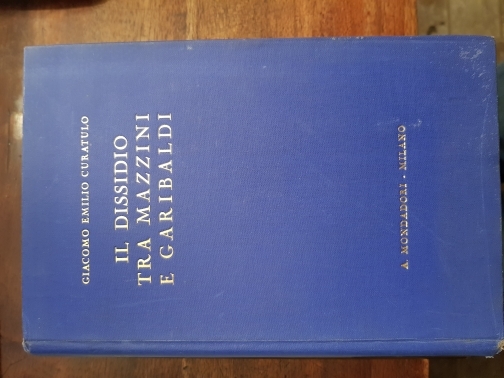 GIACOMO EMILIO CURATULO
IL DISSIDIO
TRA MAZZINI
E GARIBALDI
A. MONDADORI · MILANO